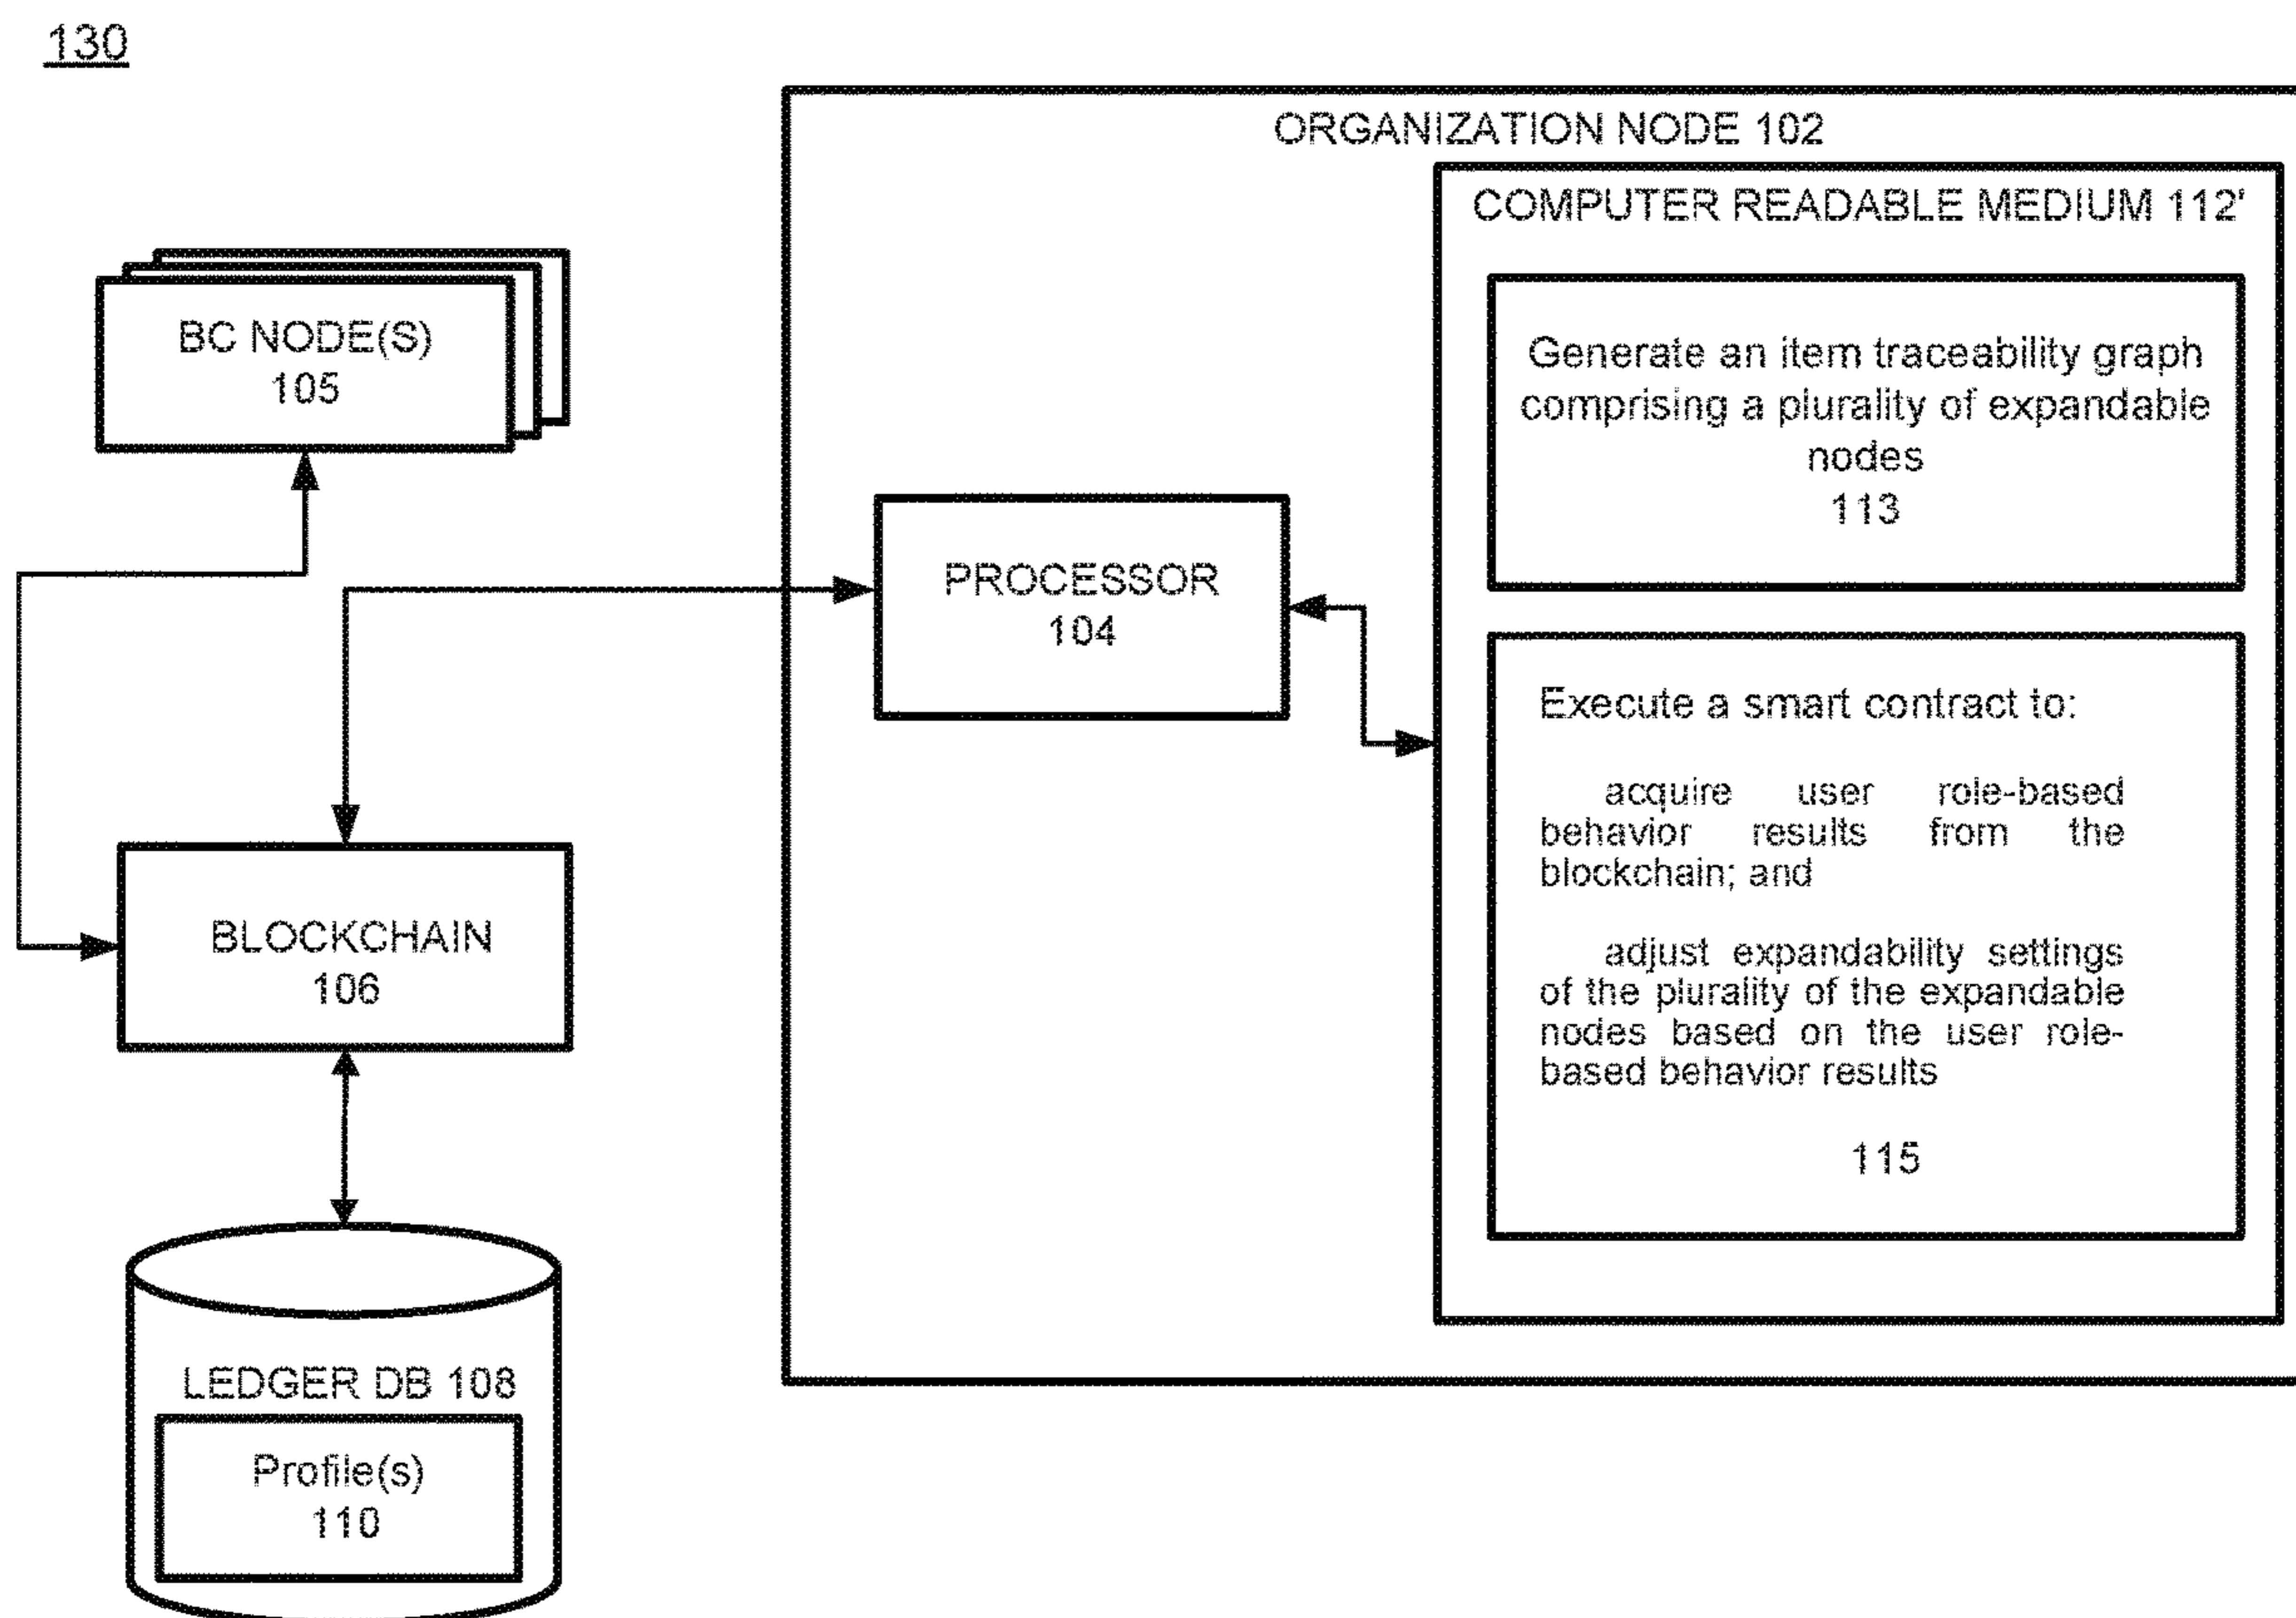 130
ORGANIZATION NODE 102
COMPUTER READABLE MEDIUM 112'
BC NODE(S)
105
Generate an item traceability graph
comprising a plurality of expandable
nodes
113
PROCESSOR
104
Execute a smart contract to:
acquire user role-based
behavior results from the
blockchain; and
adjust expandability settings
of the plurality of the expandable
nodes based on the user role-
based behavior results
115
BLOCKCHAIN
106
LEDGER DB 108
Profile(s)
110